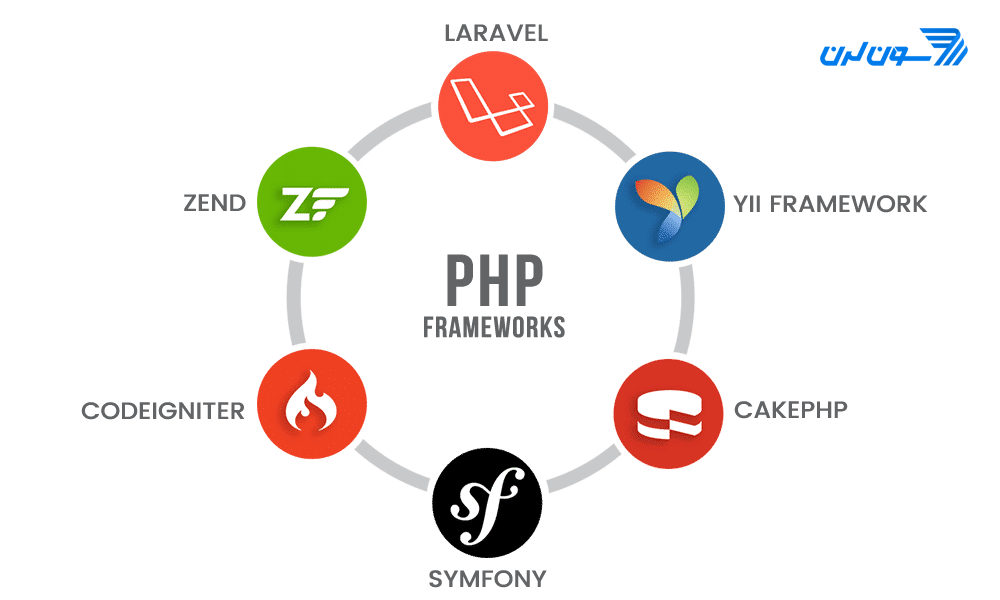 LARAVEL
سون لرن
ZEND
YII FRAMEWORK
PHP
FRAMEWORKS
CODEIGNITER
CAKEPHP
SYMFONY